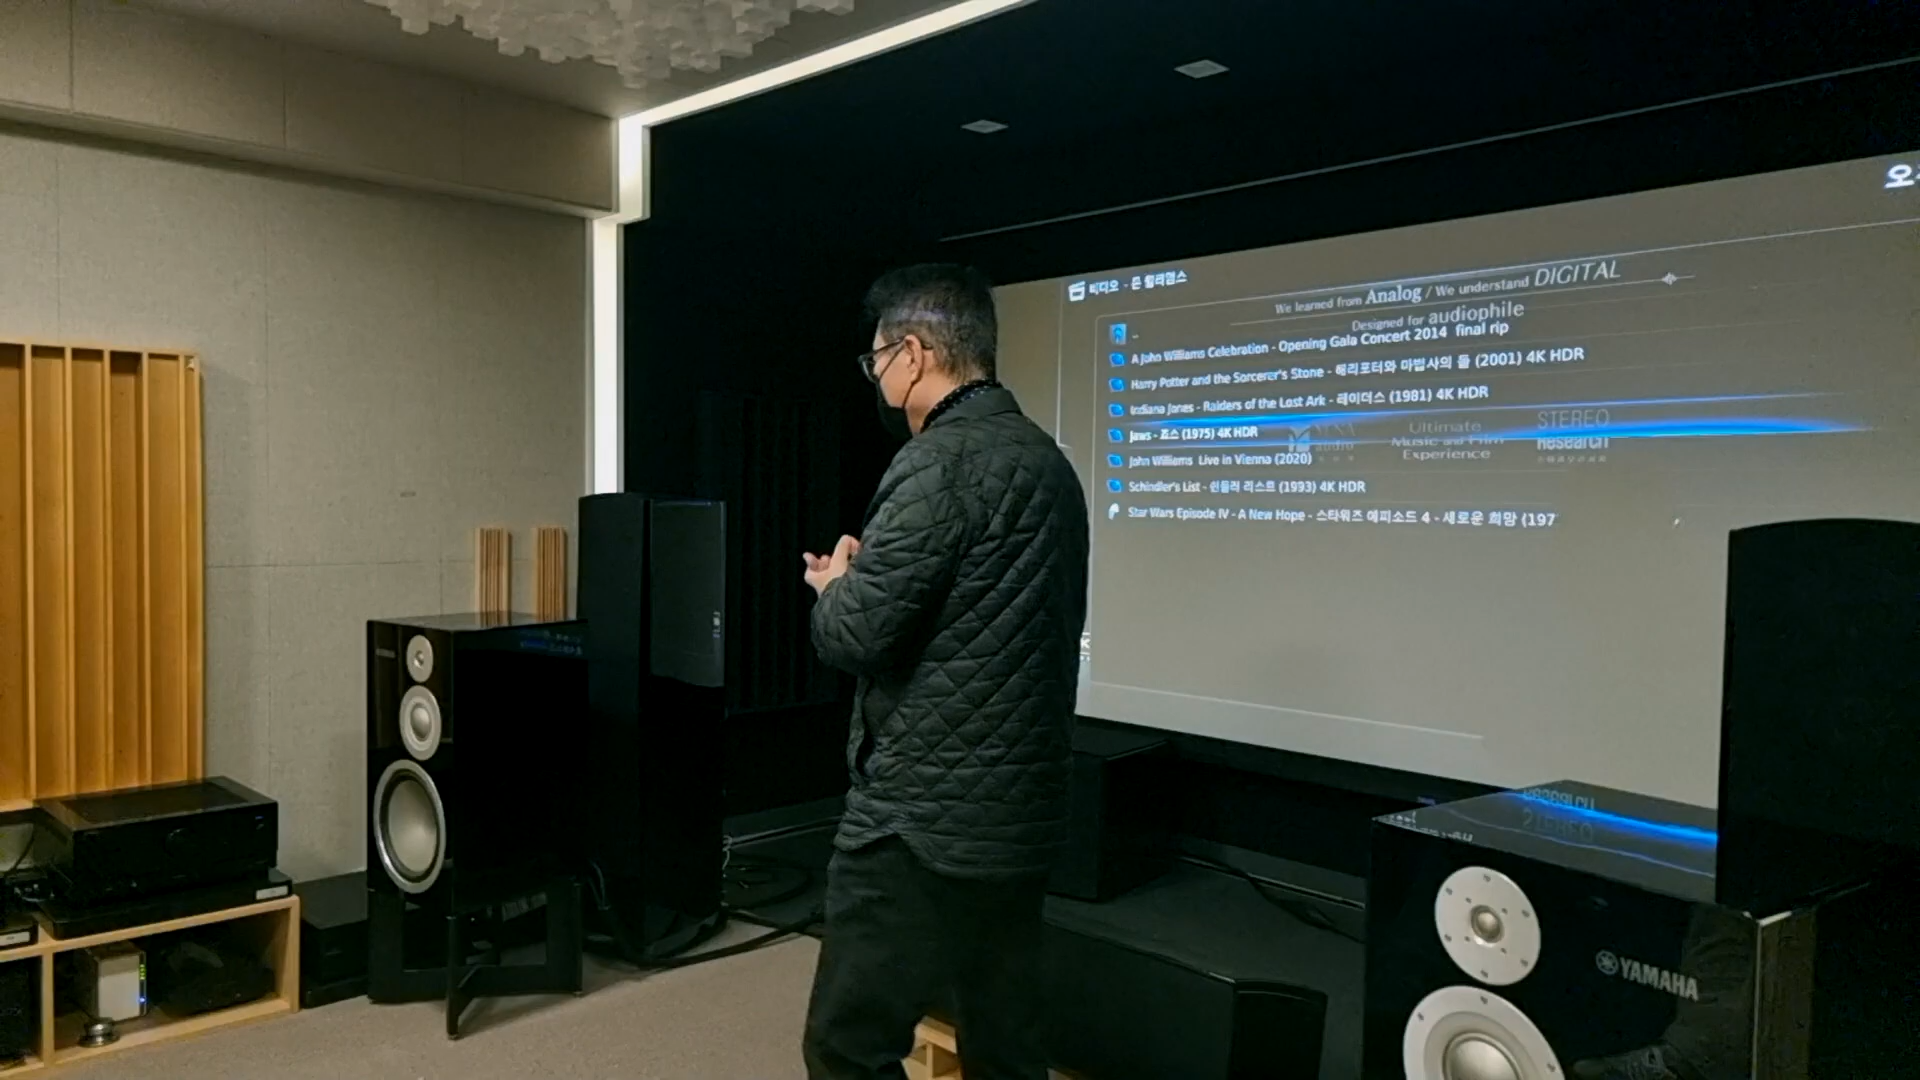 오
비디오 - 존 윌리엄스
We learned from Analog / We understand DIGITAL
Designed for audiophile
..
A John Williams Celebration - Opening Gala Concert 2014 final rip
Harry Potter and the Sorcerer's Stone - 해리포터와 마법사의 돌 (2001) 4K HDR
Indiana Jones - Raiders of the Lost Ark - 레이더스 (1981) 4K HDR
Jaws - 죠스 (1975) 4K HDR
audio
Ultimate
Music and Film
Experience
STEREO
Research
John Williams Live in Vienna (2020)
Schindler's List - 쉰들러 리스트 (1993) 4K HDR
Star Wars Episode IV - A New Hope - 스타워즈 에피소드 4 - 새로운 희망 (197
YAMAHA